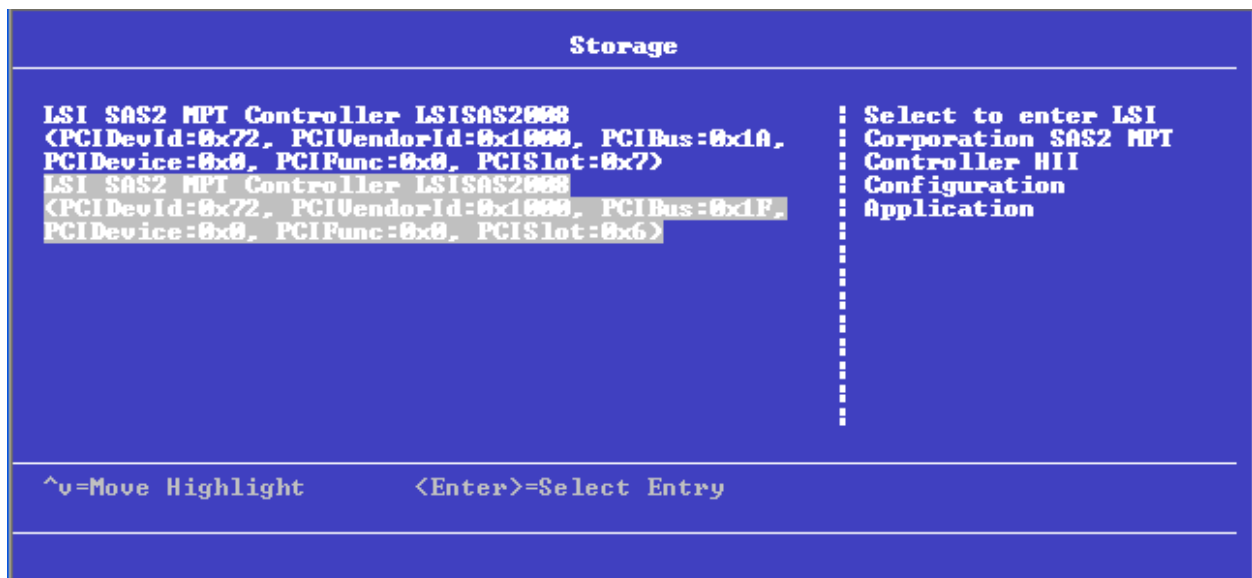 Storage
LSI SAS2 MPT Controller LSISAS2008
<PCIDevId:0x72, PCIVendorId:0x1000, PCIBus:0x1A,
PCIDevice:0x0, PCIFunc:0x0, PCISlot:0x7>
LSI SAS2 MPT Controller LSISAS2008
<PCIDevId:0x72, PCIVendorId:0x1000, PCIBus:0x1F,
PCIDevice:0x0, PCIFunc:0x0, PCISlot:0x6>
Select to enter LSI
Corporation SAS2 MPT
Controller HII
Configuration
Application
^v=Move Highlight <Enter>=Select Entry